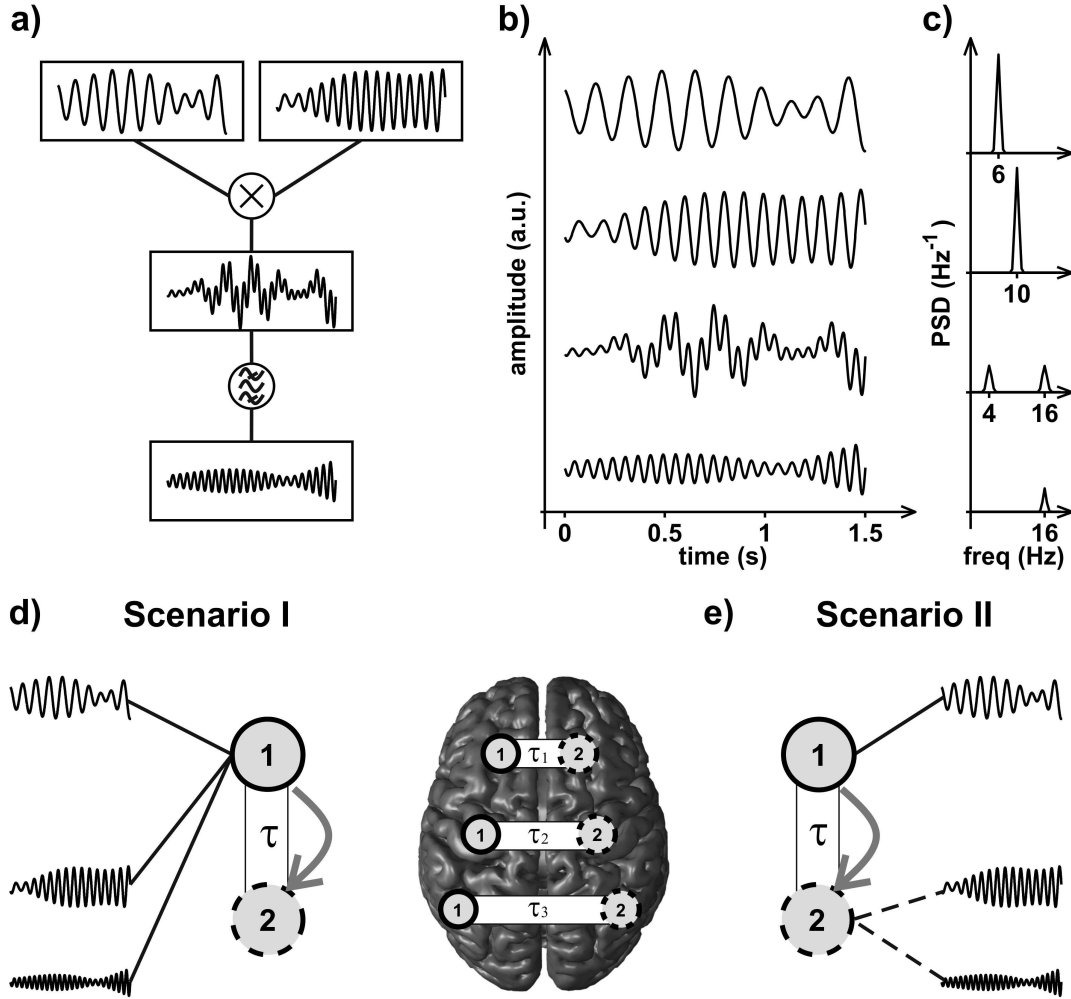 a)
b)
c)
amplitude (a.u.)
0 0.5 1 1.5
time (s)
PSD (Hz⁻¹)
6
10
4 16
16
freq (Hz)
d) Scenario I
1
τ
2
1 τ₁ 2
1 τ₂ 2
1 τ₃ 2
e) Scenario II
1
τ
2